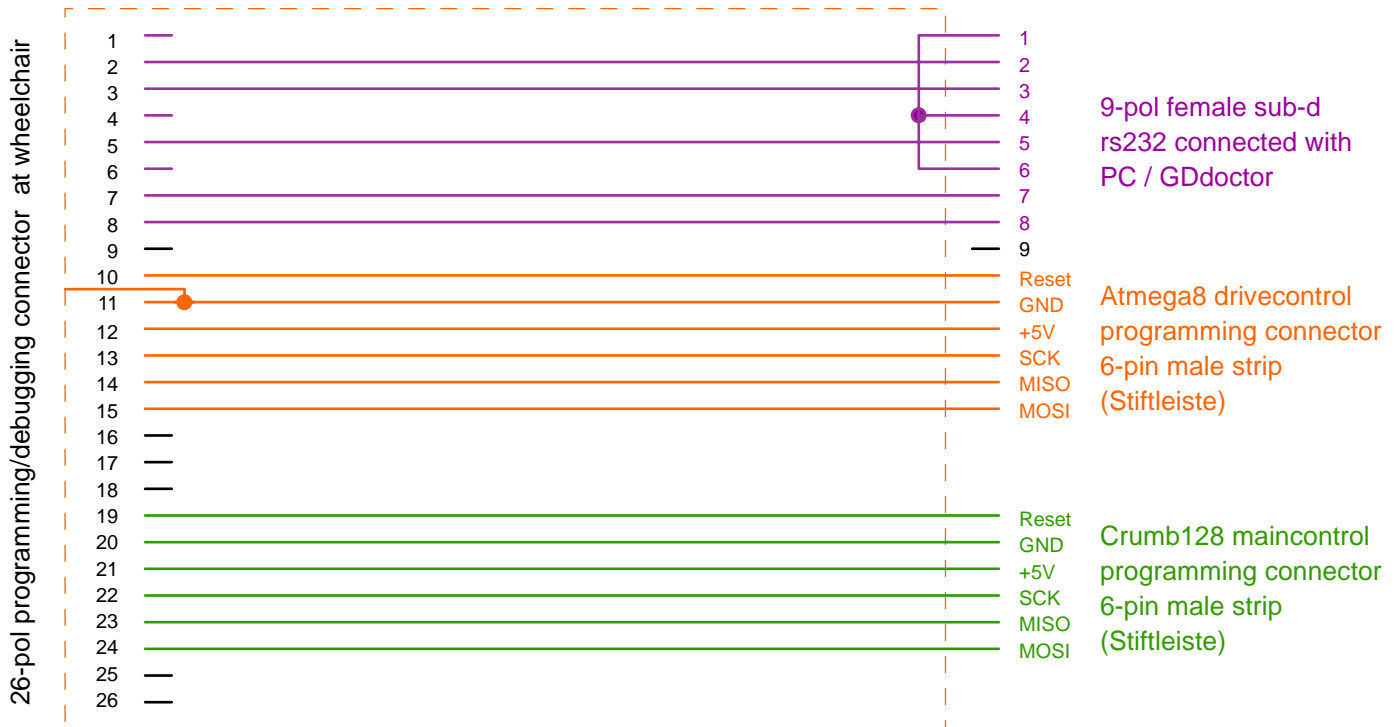 26-pol programming/debugging connector at wheelchair
1
2
3
4
5
6
7
8
9
10
11
12
13
14
15
16
17
18
19
20
21
22
23
24
25
26
1
2
3
4
5
6
7
8
9
Reset
GND
+5V
SCK
MISO
MOSI
Reset
GND
+5V
SCK
MISO
MOSI
9-pol female sub-d
rs232 connected with
PC / GDdoctor
Atmega8 drivecontrol
programming connector
6-pin male strip
(Stiftleiste)
Crumb128 maincontrol
programming connector
6-pin male strip
(Stiftleiste)